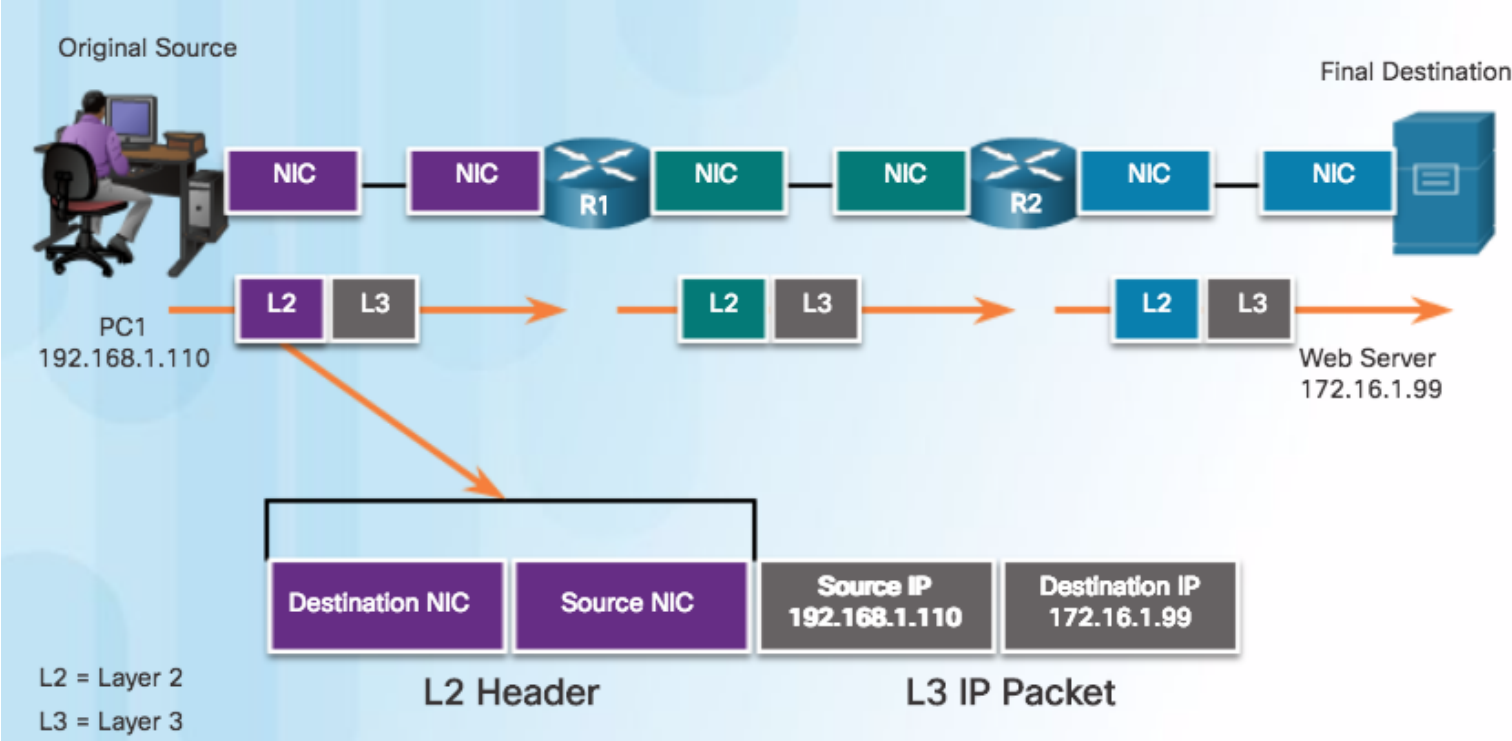 Original Source
Final Destination
NIC
NIC
R1
NIC
NIC
R2
NIC
NIC
L2
L3
L2
L3
L2
L3
PC1
192.168.1.110
Web Server
172.16.1.99
Destination NIC
Source NIC
Source IP
192.168.1.110
Destination IP
172.16.1.99
L2 Header
L3 IP Packet
L2 = Layer 2
L3 = Layer 3